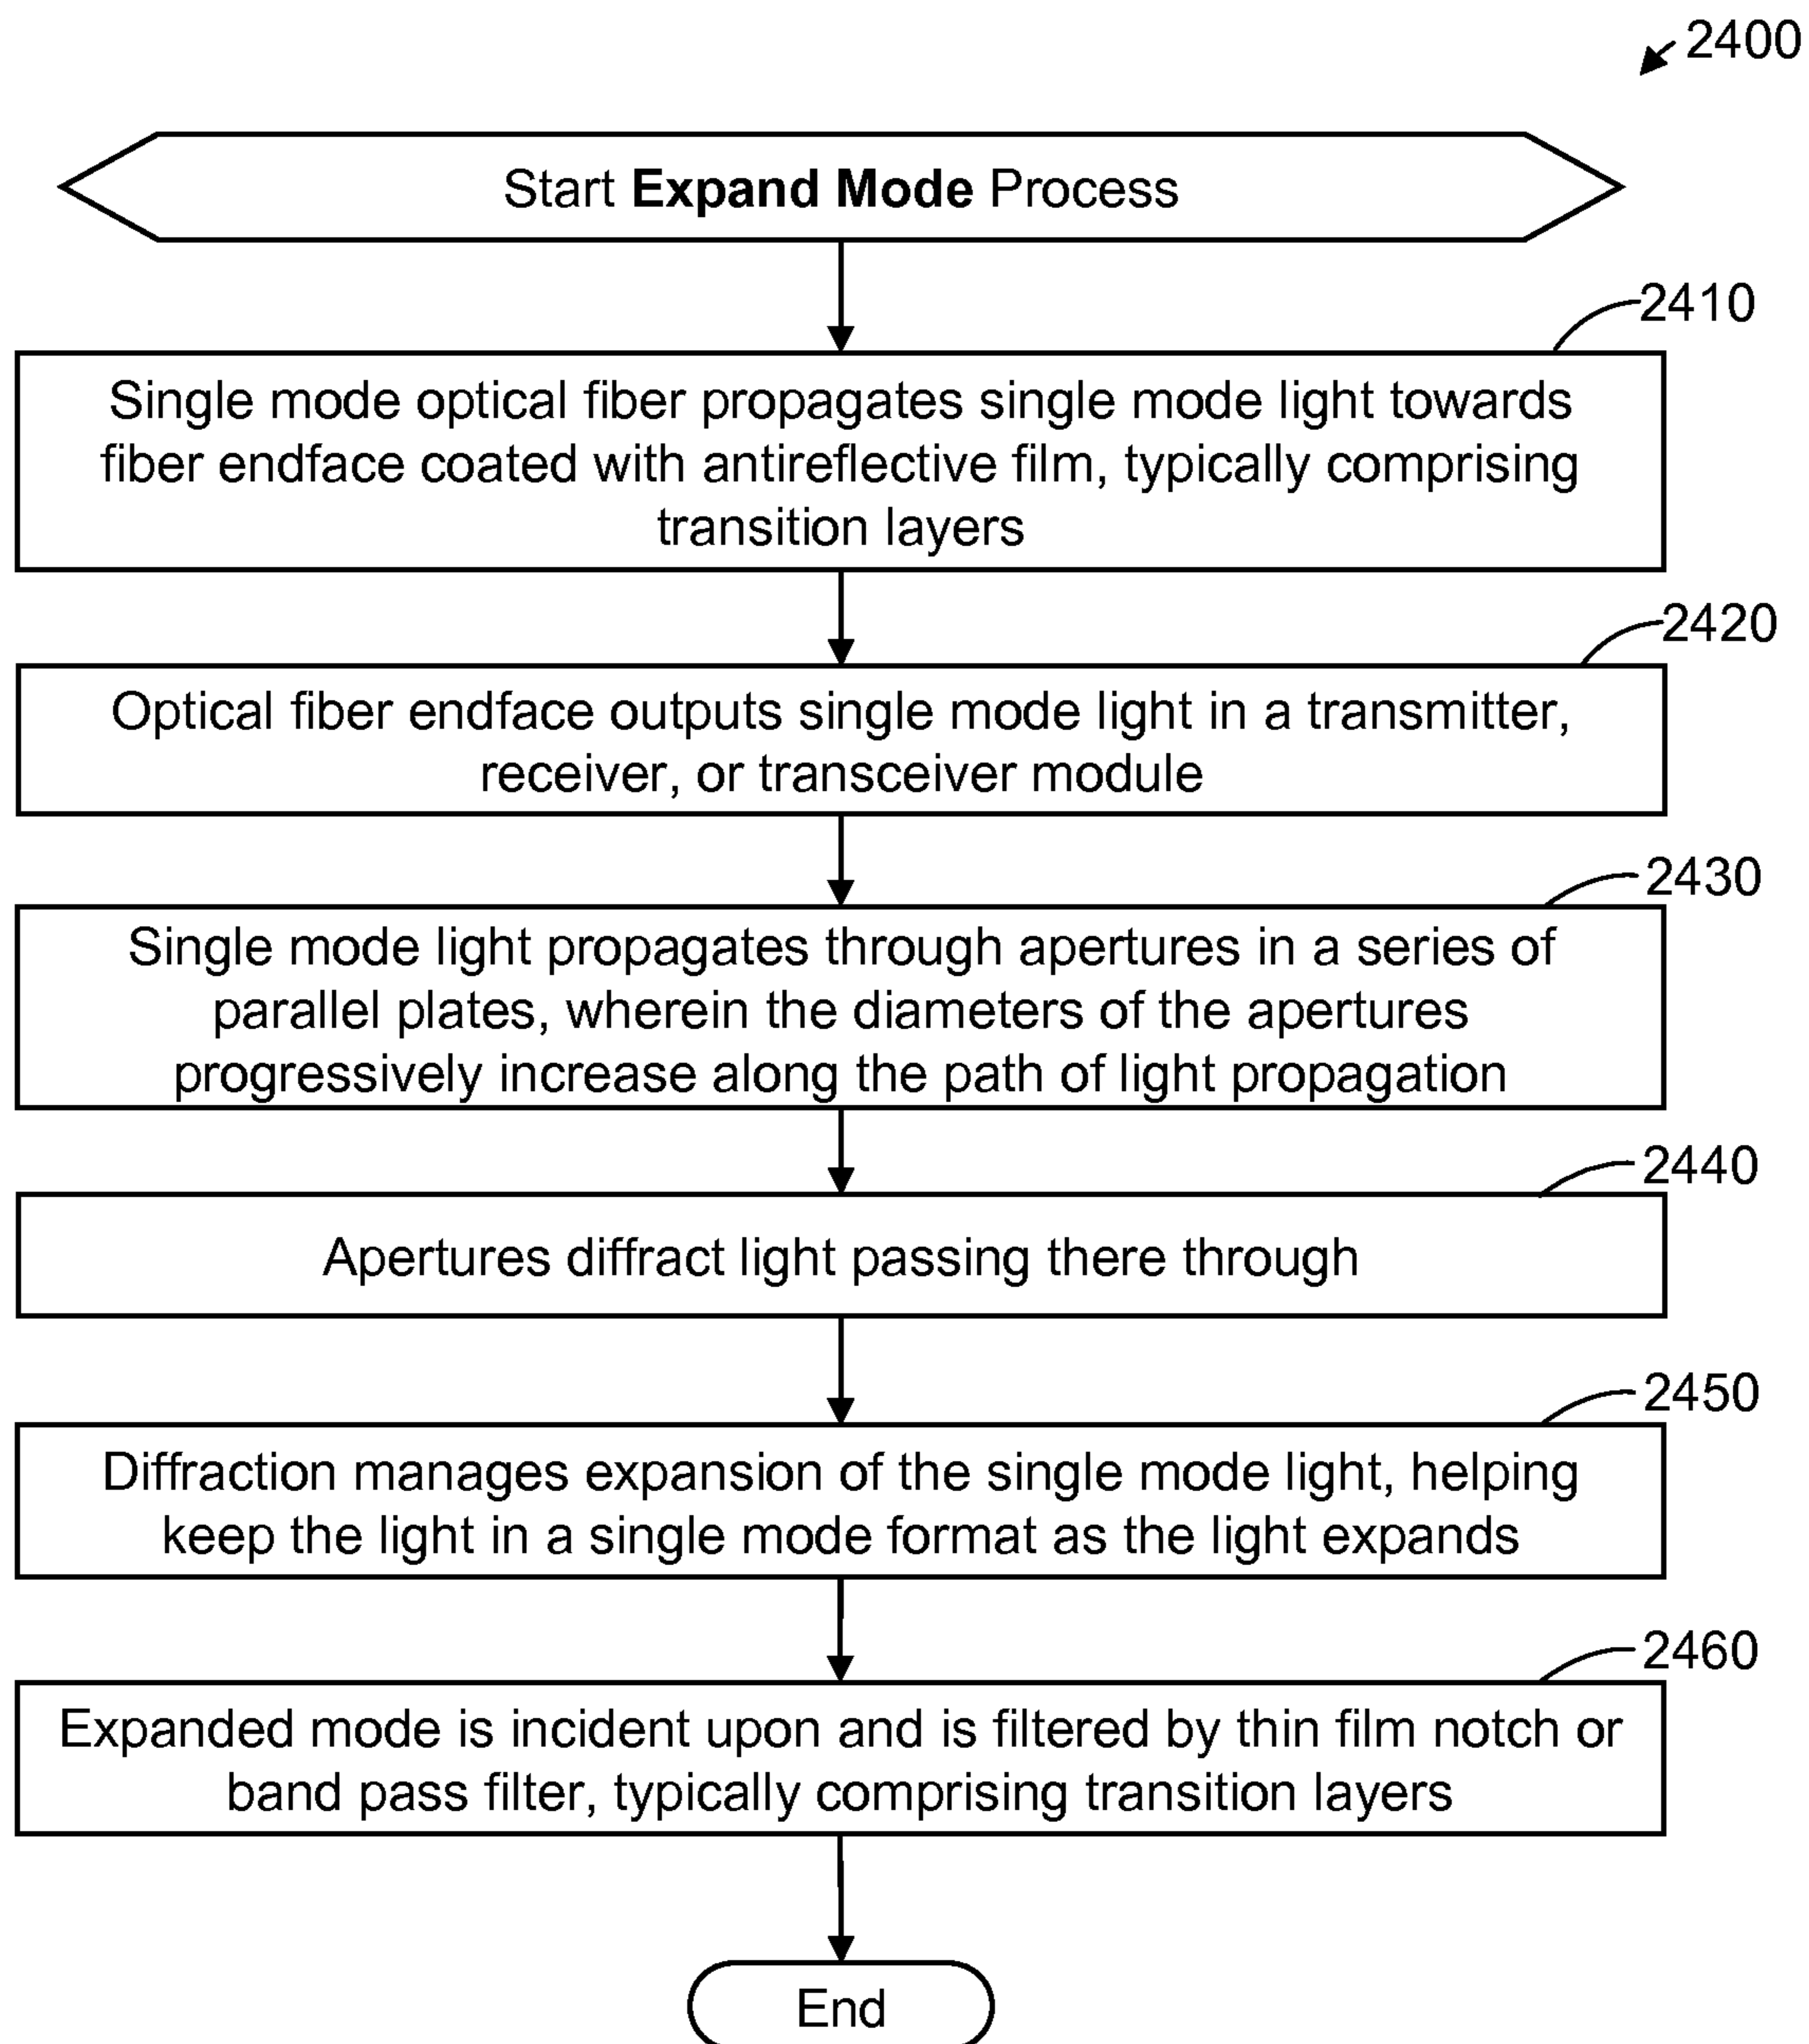 2400
Start Expand Mode Process
2410
Single mode optical fiber propagates single mode light towards
fiber endface coated with antireflective film, typically comprising
transition layers
2420
Optical fiber endface outputs single mode light in a transmitter,
receiver, or transceiver module
2430
Single mode light propagates through apertures in a series of
parallel plates, wherein the diameters of the apertures
progressively increase along the path of light propagation
2440
Apertures diffract light passing there through
2450
Diffraction manages expansion of the single mode light, helping
keep the light in a single mode format as the light expands
2460
Expanded mode is incident upon and is filtered by thin film notch or
band pass filter, typically comprising transition layers
End